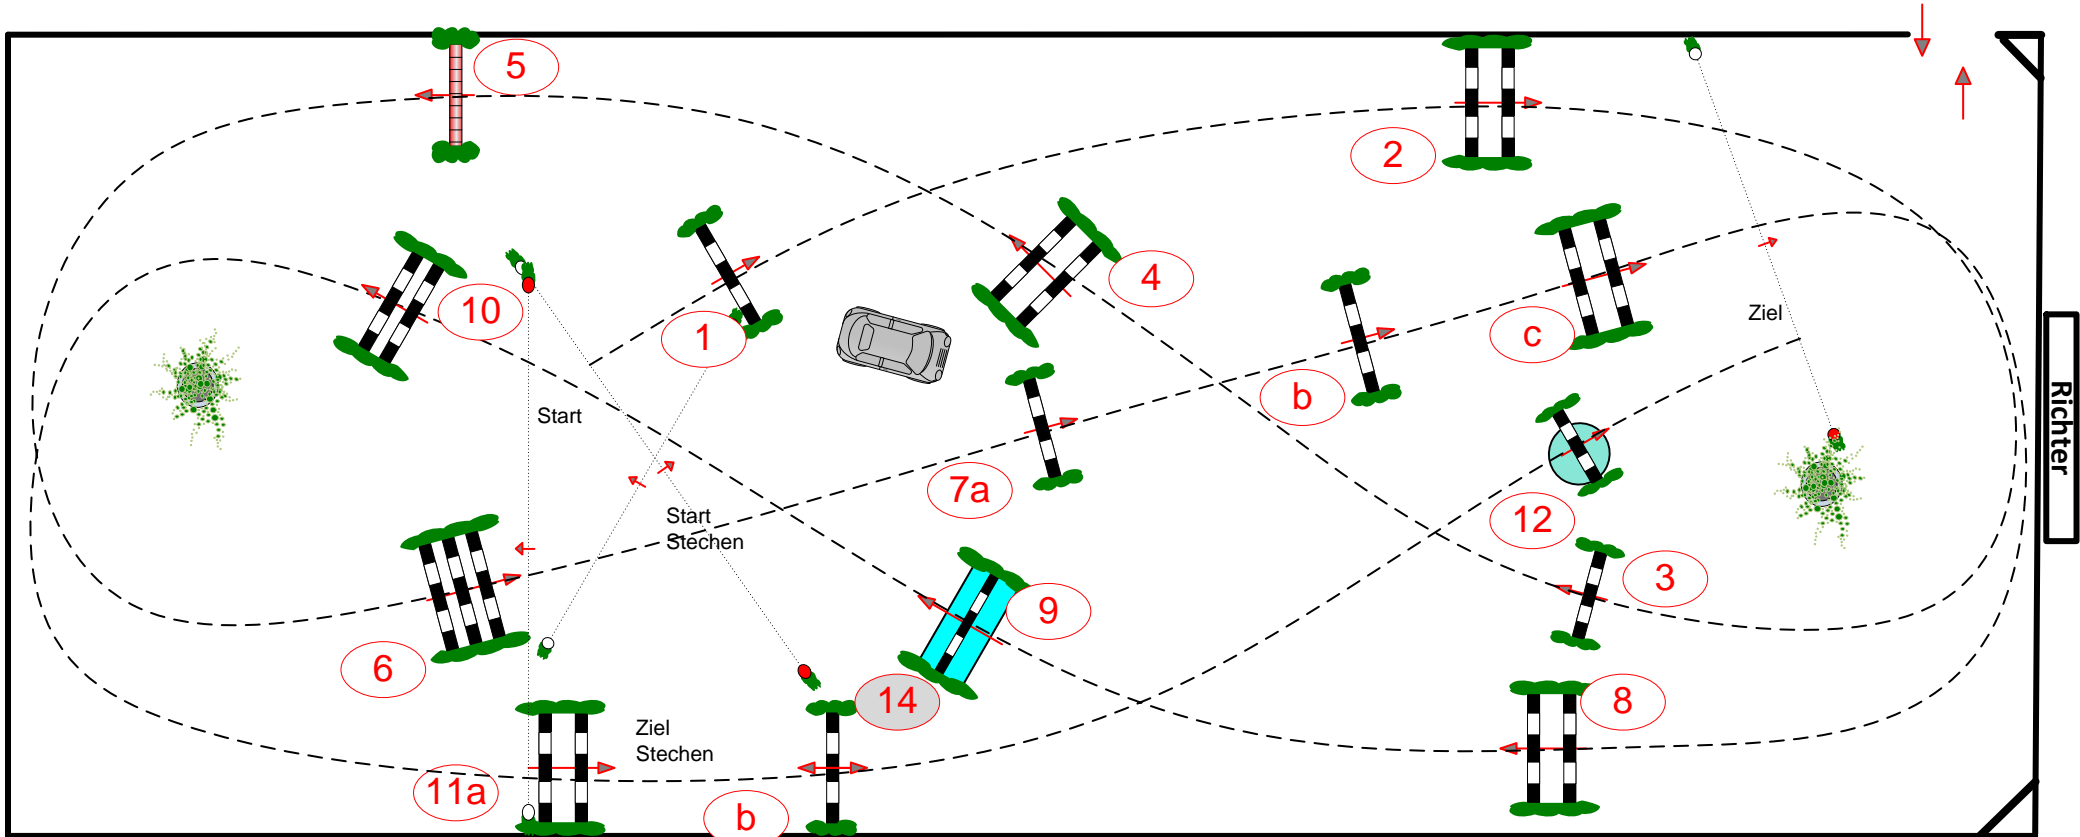 5
2
4
10
1
c
Ziel
b
Start
7a
Richter
Start
Stechen
12
3
9
6
14
8
Ziel
Stechen
11a
b